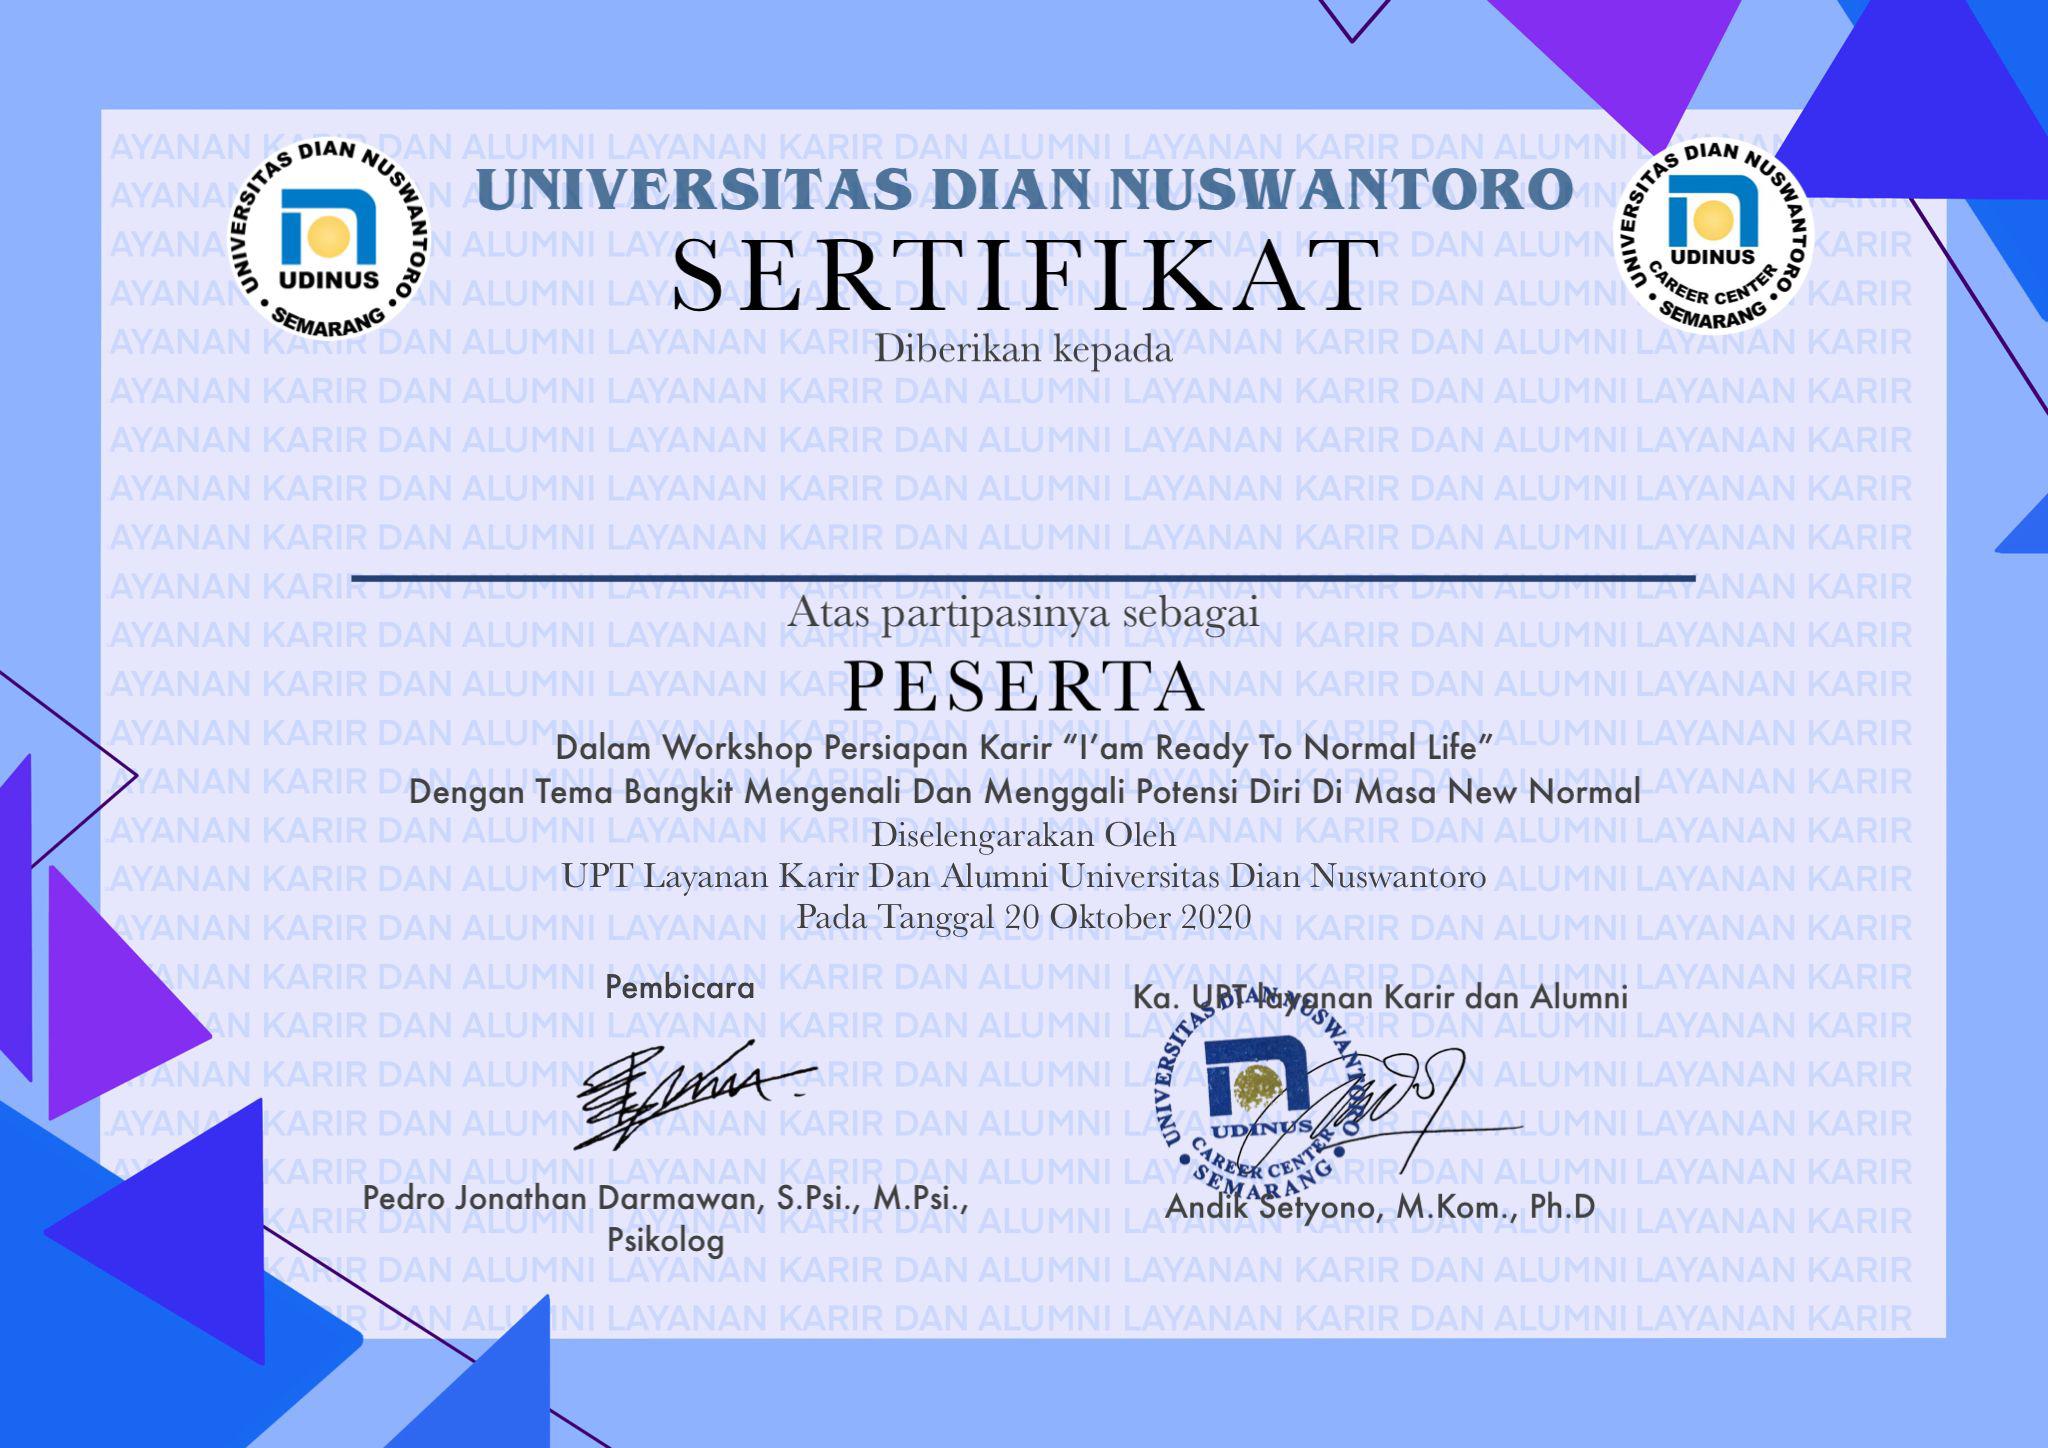 UNIVERSITAS DIAN NUSWANTORO
UDINUS
• SEMARANG •
UNIVERSITAS DIAN NUSWANTORO
UNIVERSITAS DIAN NUSWANTORO
UDINUS
CAREER CENTER
• SEMARANG •
SERTIFIKAT
Diberikan kepada
Atas partipasinya sebagai
PESERTA
Dalam Workshop Persiapan Karir “I’am Ready To Normal Life”
Dengan Tema Bangkit Mengenali Dan Menggali Potensi Diri Di Masa New Normal
Diselengarakan Oleh
UPT Layanan Karir Dan Alumni Universitas Dian Nuswantoro
Pada Tanggal 20 Oktober 2020
Pembicara
Ka. UPT layanan Karir dan Alumni
UNIVERSITAS DIAN NUSWANTORO
UDINUS
CAREER CENTER
• SEMARANG •
Pedro Jonathan Darmawan, S.Psi., M.Psi.,
Psikolog
Andik Setyono, M.Kom., Ph.D
AYANAN KARIR DAN ALUMNI LAYANAN KARIR DAN ALUMNI LAYANAN KARIR DAN ALUMNI LAYANAN KARIR